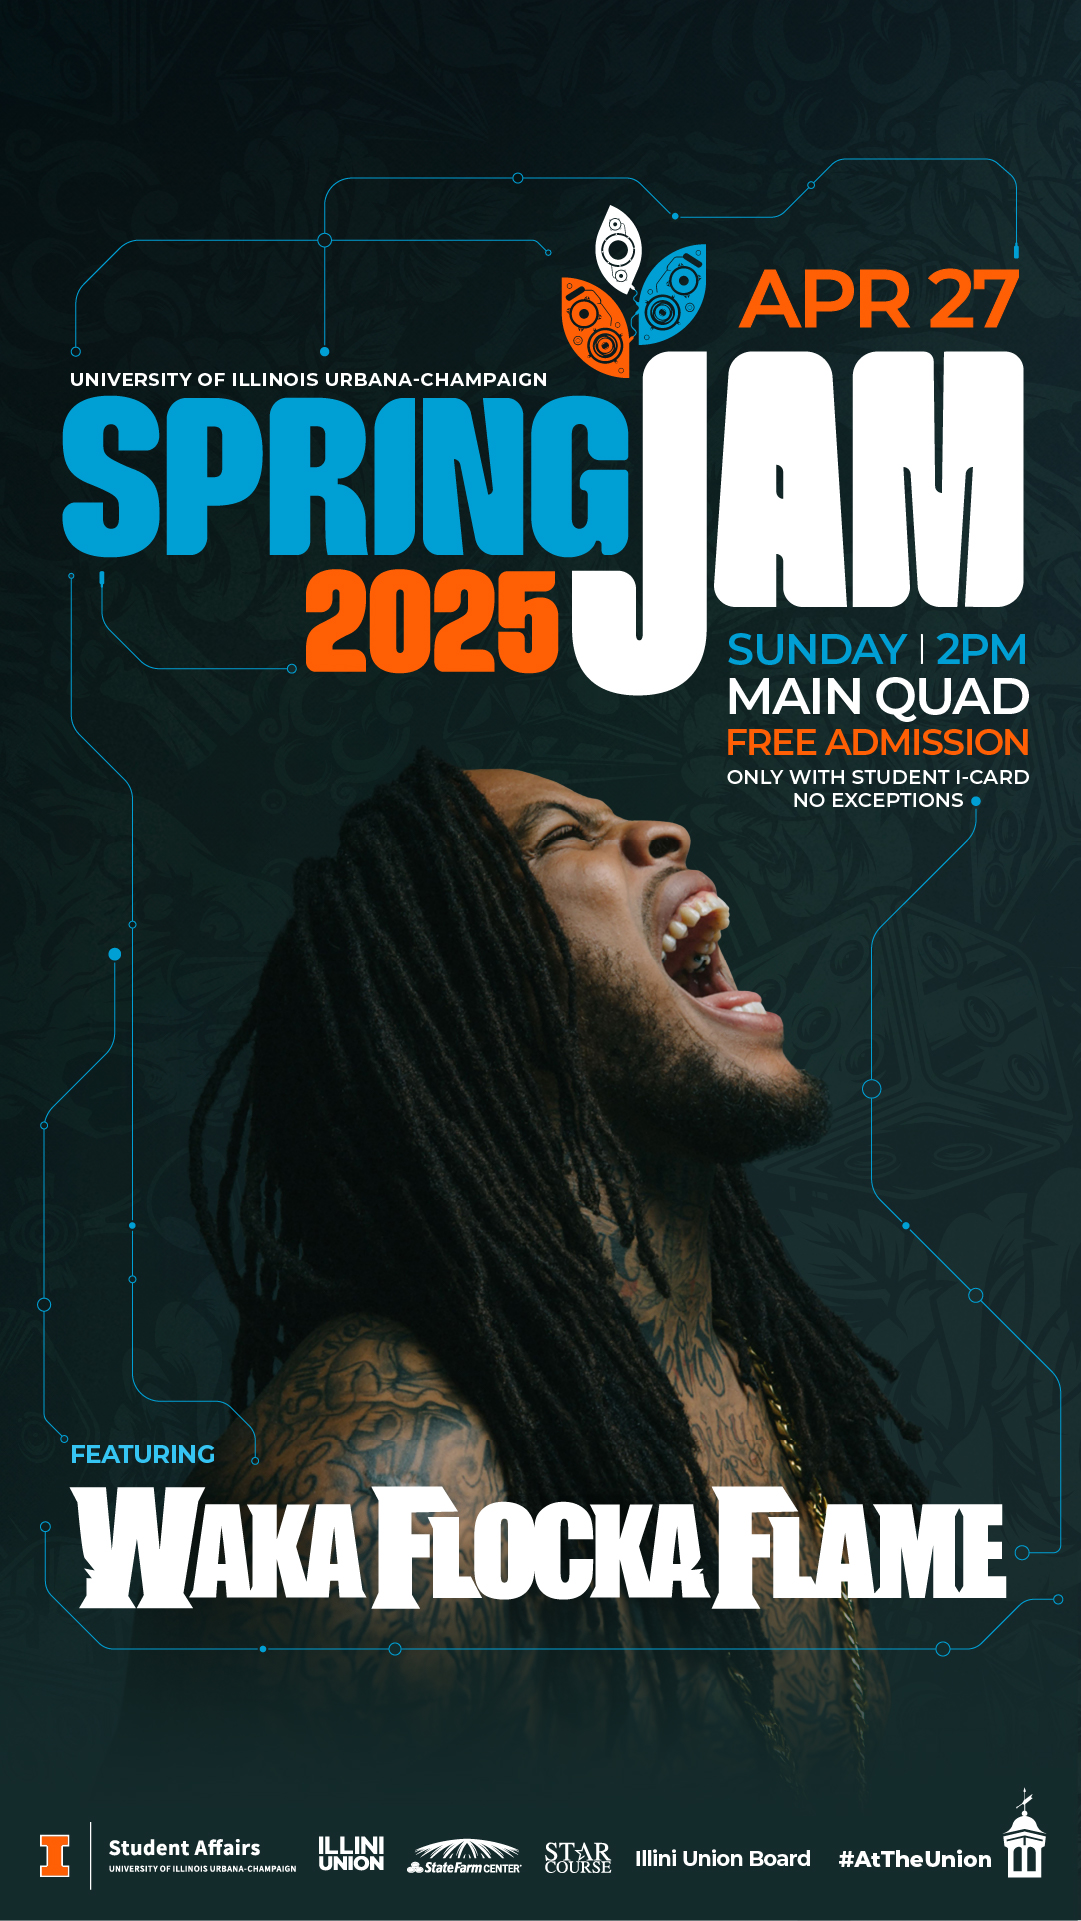 APR 27
UNIVERSITY OF ILLINOIS URBANA-CHAMPAIGN
SPRING JAM
2025
SUNDAY | 2PM
MAIN QUAD
FREE ADMISSION
ONLY WITH STUDENT I-CARD
NO EXCEPTIONS
FEATURING
WAKA FLOCKA FLAME
I
Student Affairs
UNIVERSITY OF ILLINOIS URBANA-CHAMPAIGN
ILLINI
UNION
State Farm CENTER
STAR
COURSE
Illini Union Board
#AtTheUnion